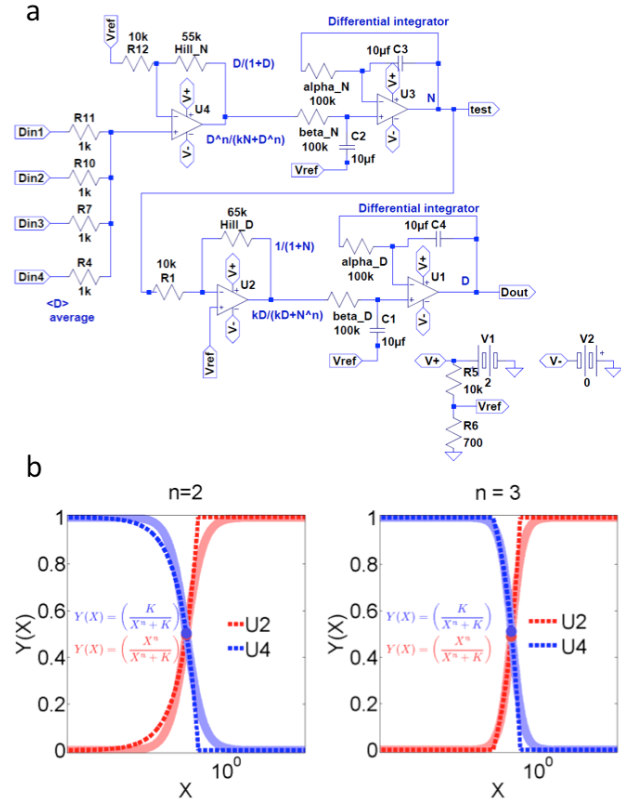 a
Vref
10k
R12
55k
Hill_N
D/(1+D)
V+
U4
V-
D^n/(kN+D^n)
Differential integrator
10µf C3
V+
U3
V-
N
test
alpha_N
100k
beta_N
100k
C2
10µf
Vref
Din1
R11
1k
Din2
R10
1k
Din3
R7
1k
Din4
R4
1k
<D>
average
65k
Hill_D
1/(1+N)
10k
R1
V+
U2
V-
Vref
kD/(kD+N^n)
Differential integrator
10µf C4
V+
U1
V-
D
Dout
alpha_D
100k
beta_D
100k
C1
10µf
Vref
V+
V1
2
R5
10k
Vref
R6
700
V-
V2
+
0
b
n=2
Y(X)
1
0.8
0.6
0.4
0.2
0
Y(X) = (K / (X^n + K))
Y(X) = (X^n / (X^n + K))
U2
U4
10^0
X
n = 3
Y(X)
1
0.8
0.6
0.4
0.2
0
Y(X) = (K / (X^n + K))
Y(X) = (X^n / (X^n + K))
U2
U4
10^0
X